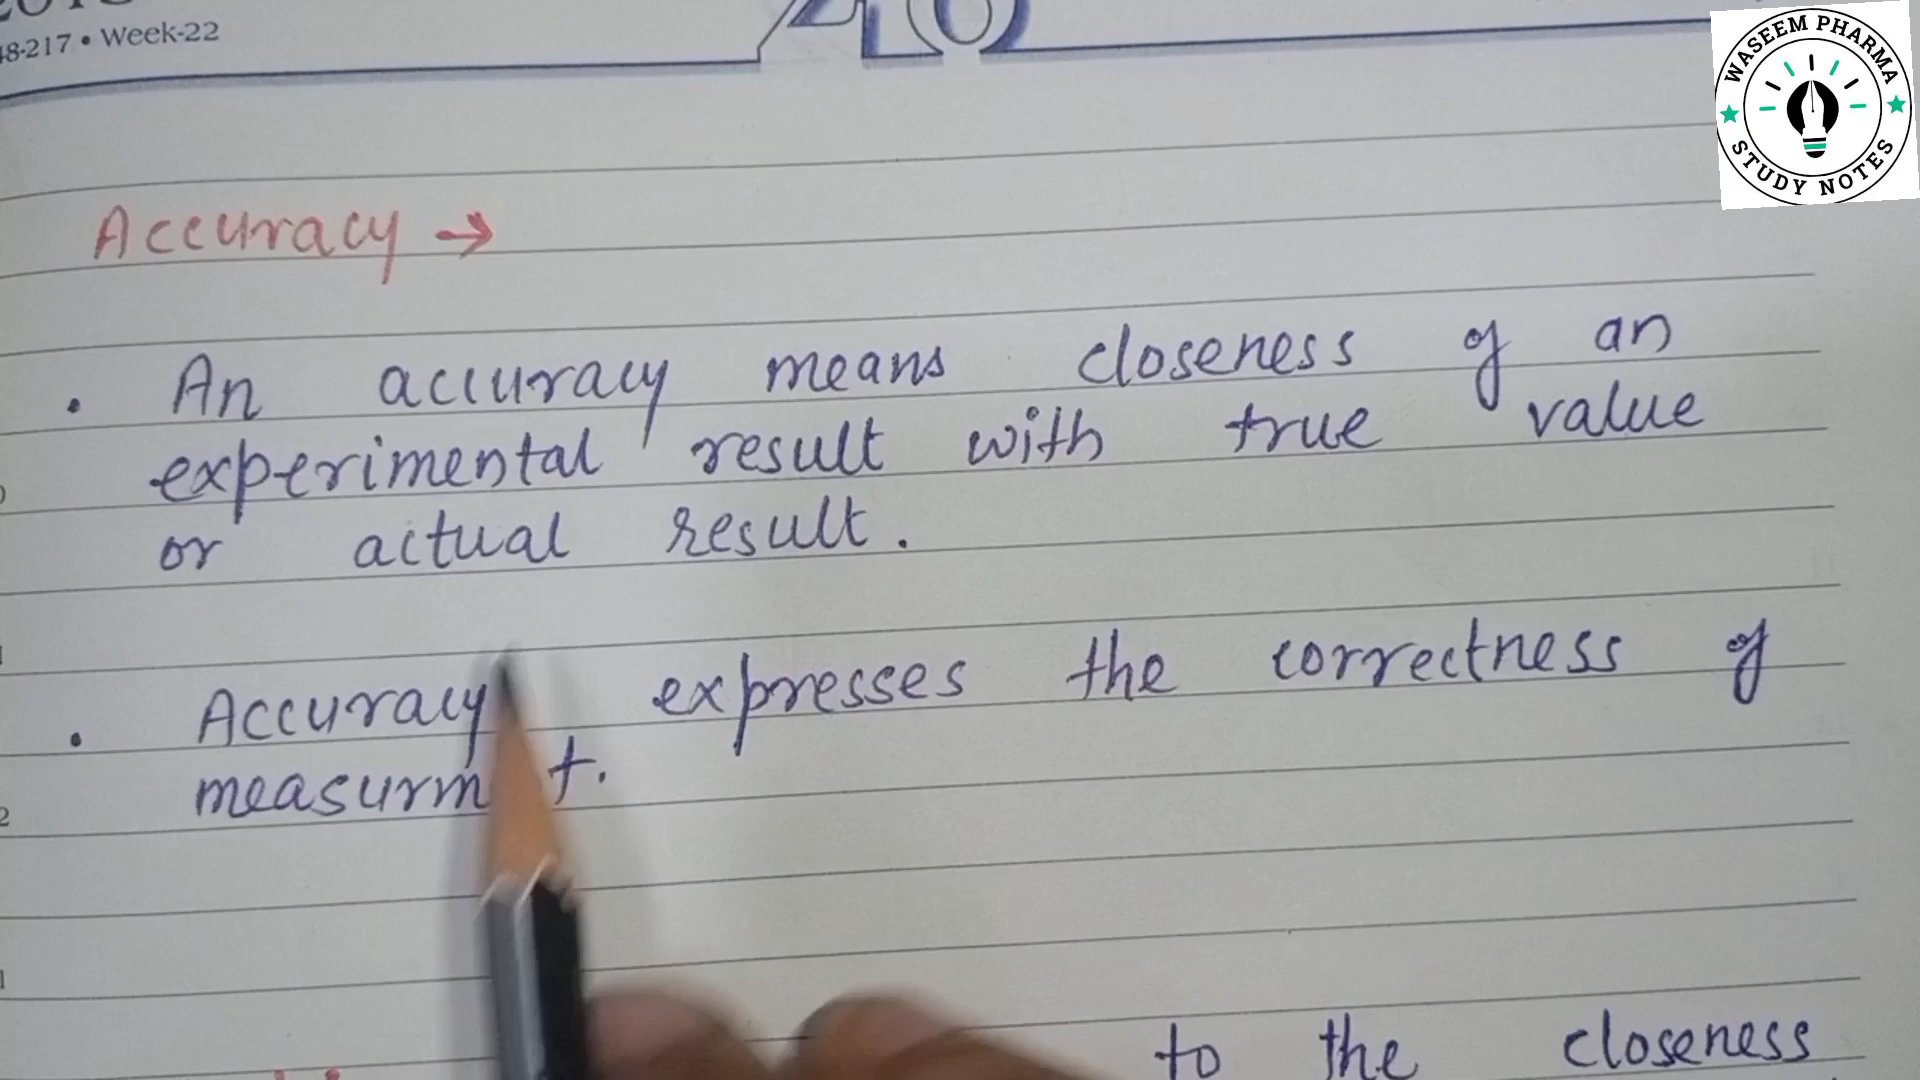 48-217 • Week-22
WASEEM PHARMA
STUDY NOTES
Accuracy →
• An accuracy means closeness of an
experimental result with true value
or actual result.
• Accuracy expresses the correctness of
measurm t.
to the closeness